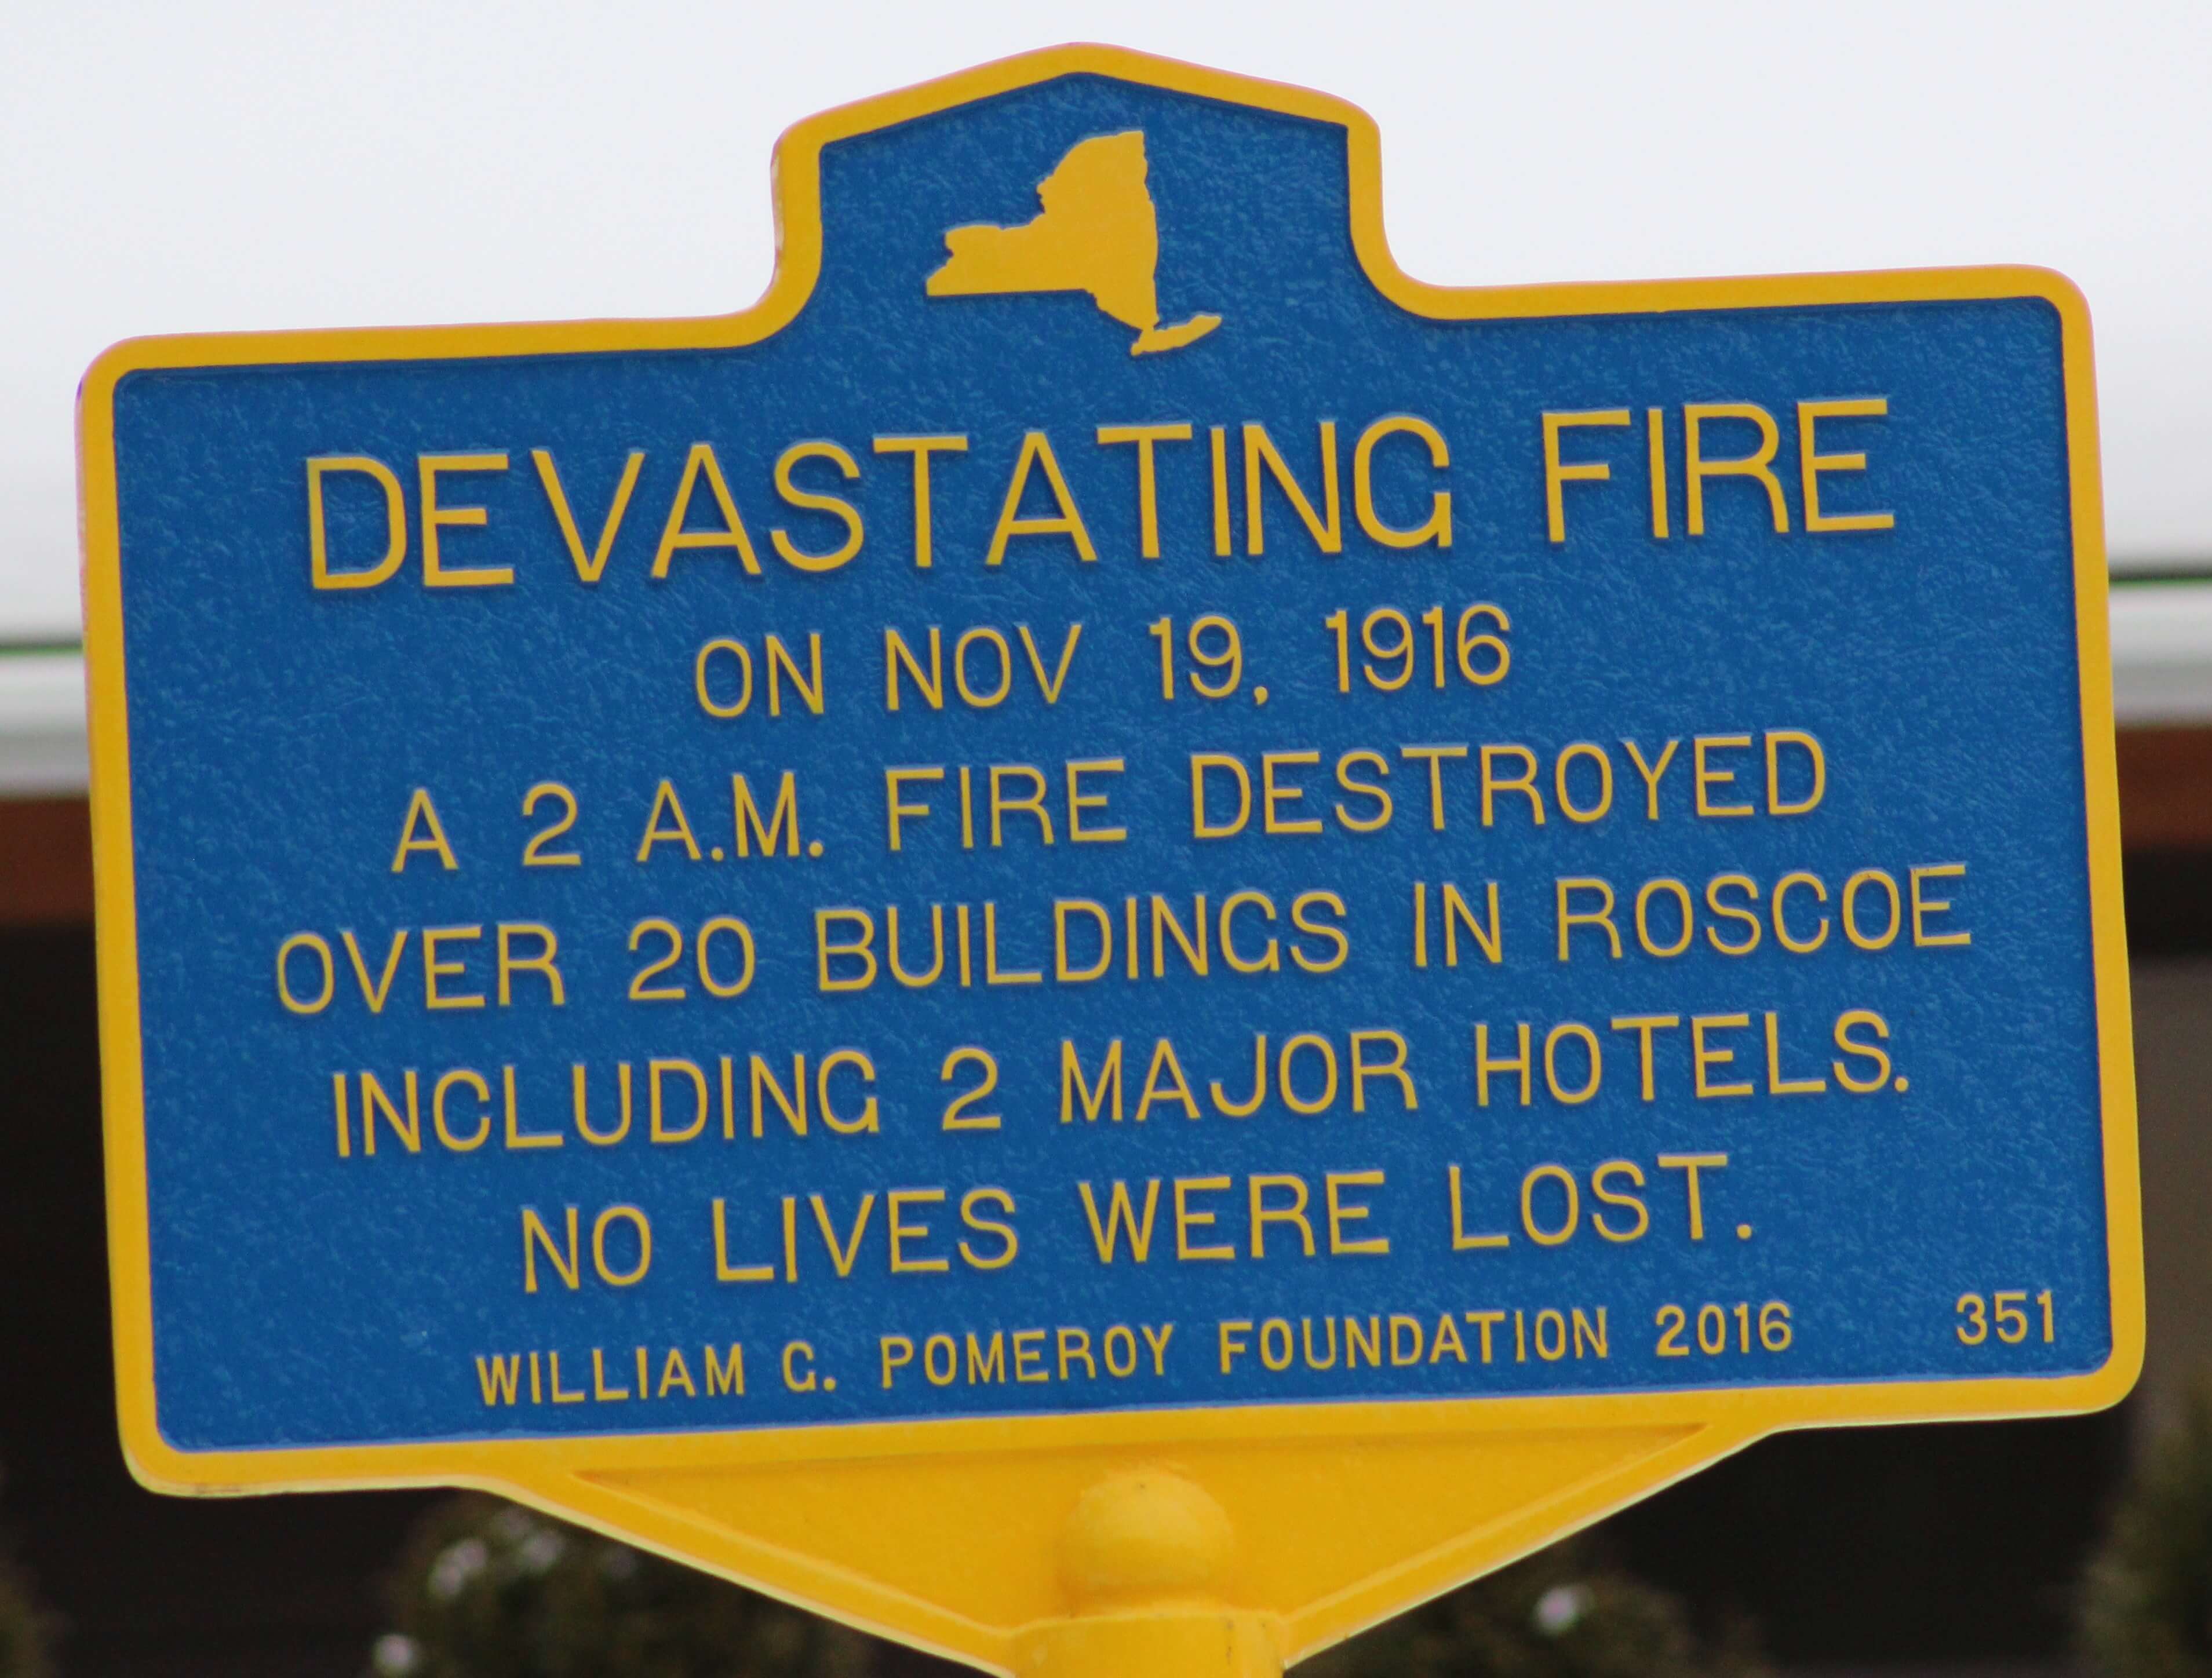 DEVASTATING FIRE
ON NOV 19, 1916
A 2 A.M. FIRE DESTROYED
OVER 20 BUILDINGS IN ROSCOE
INCLUDING 2 MAJOR HOTELS.
NO LIVES WERE LOST.
WILLIAM G. POMEROY FOUNDATION 2016 351